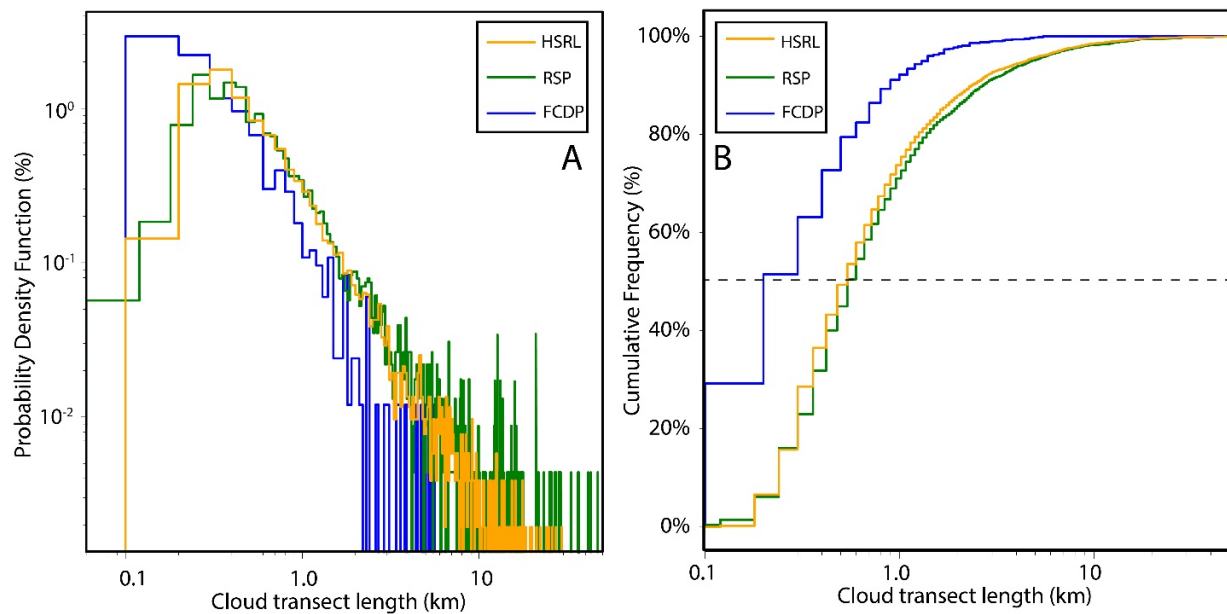 HSRL
RSP
FCDP
A
Probability Density Function (%)
10⁰
10⁻¹
10⁻²
0.1
1.0
10
Cloud transect length (km)
HSRL
RSP
FCDP
B
Cumulative Frequency (%)
100%
80%
60%
40%
20%
0%
0.1
1.0
10
Cloud transect length (km)